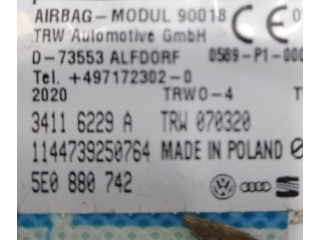 AIRBAG-MODUL 90018
TRW Automotive GmbH
D-73553 ALFDORF 0589-P1-000
Tel. +497172302-0
2020 TRWO-4
3411 6229 A TRW 070320
1144739250764 MADE IN POLAND
5E0 880 742